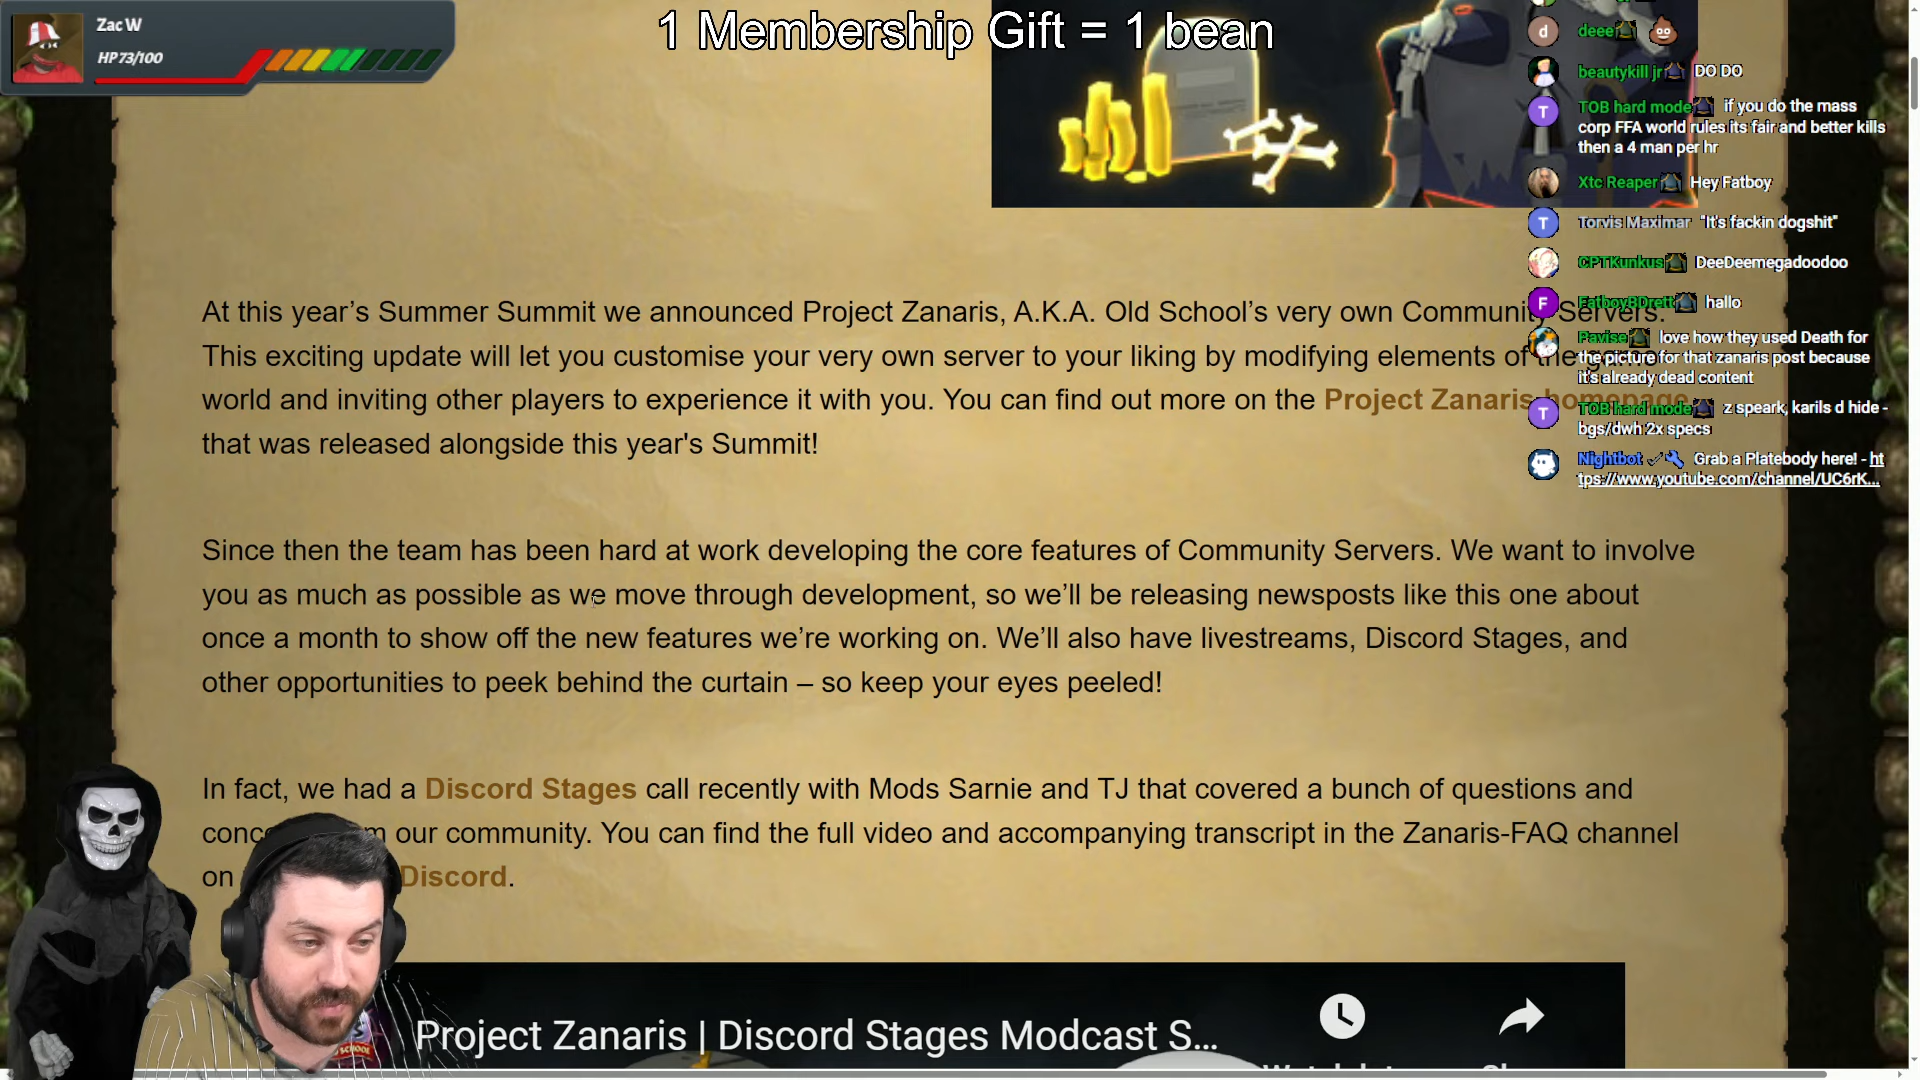 Zac W
HP 73/100
1 Membership Gift = 1 bean
deee
beautykill jr DO DO
TOB hard mode if you do the mass
corp FFA world rules its fair and better kills
then a 4 man per hr
Xtc Reaper Hey Fatboy
Torvis Maximar "It's fackin dogshit"
CPTKunkus DeeDeemegadoodoo
FatboyBDrett hallo
Pavise love how they used Death for
the picture for that zanaris post because
it's already dead content
TOB hard mode z speark, karils d hide -
bgs/dwh 2x specs
Nightbot Grab a Platebody here! - ht
tps://www.youtube.com/channel/UC6rK...
At this year’s Summer Summit we announced Project Zanaris, A.K.A. Old School’s very own Community Servers.
This exciting update will let you customise your very own server to your liking by modifying elements of the
world and inviting other players to experience it with you. You can find out more on the Project Zanaris homepage
that was released alongside this year's Summit!
Since then the team has been hard at work developing the core features of Community Servers. We want to involve
you as much as possible as we move through development, so we’ll be releasing newsposts like this one about
once a month to show off the new features we’re working on. We’ll also have livestreams, Discord Stages, and
other opportunities to peek behind the curtain – so keep your eyes peeled!
In fact, we had a Discord Stages call recently with Mods Sarnie and TJ that covered a bunch of questions and
our community. You can find the full video and accompanying transcript in the Zanaris-FAQ channel
on Discord.
Project Zanaris | Discord Stages Modcast S...